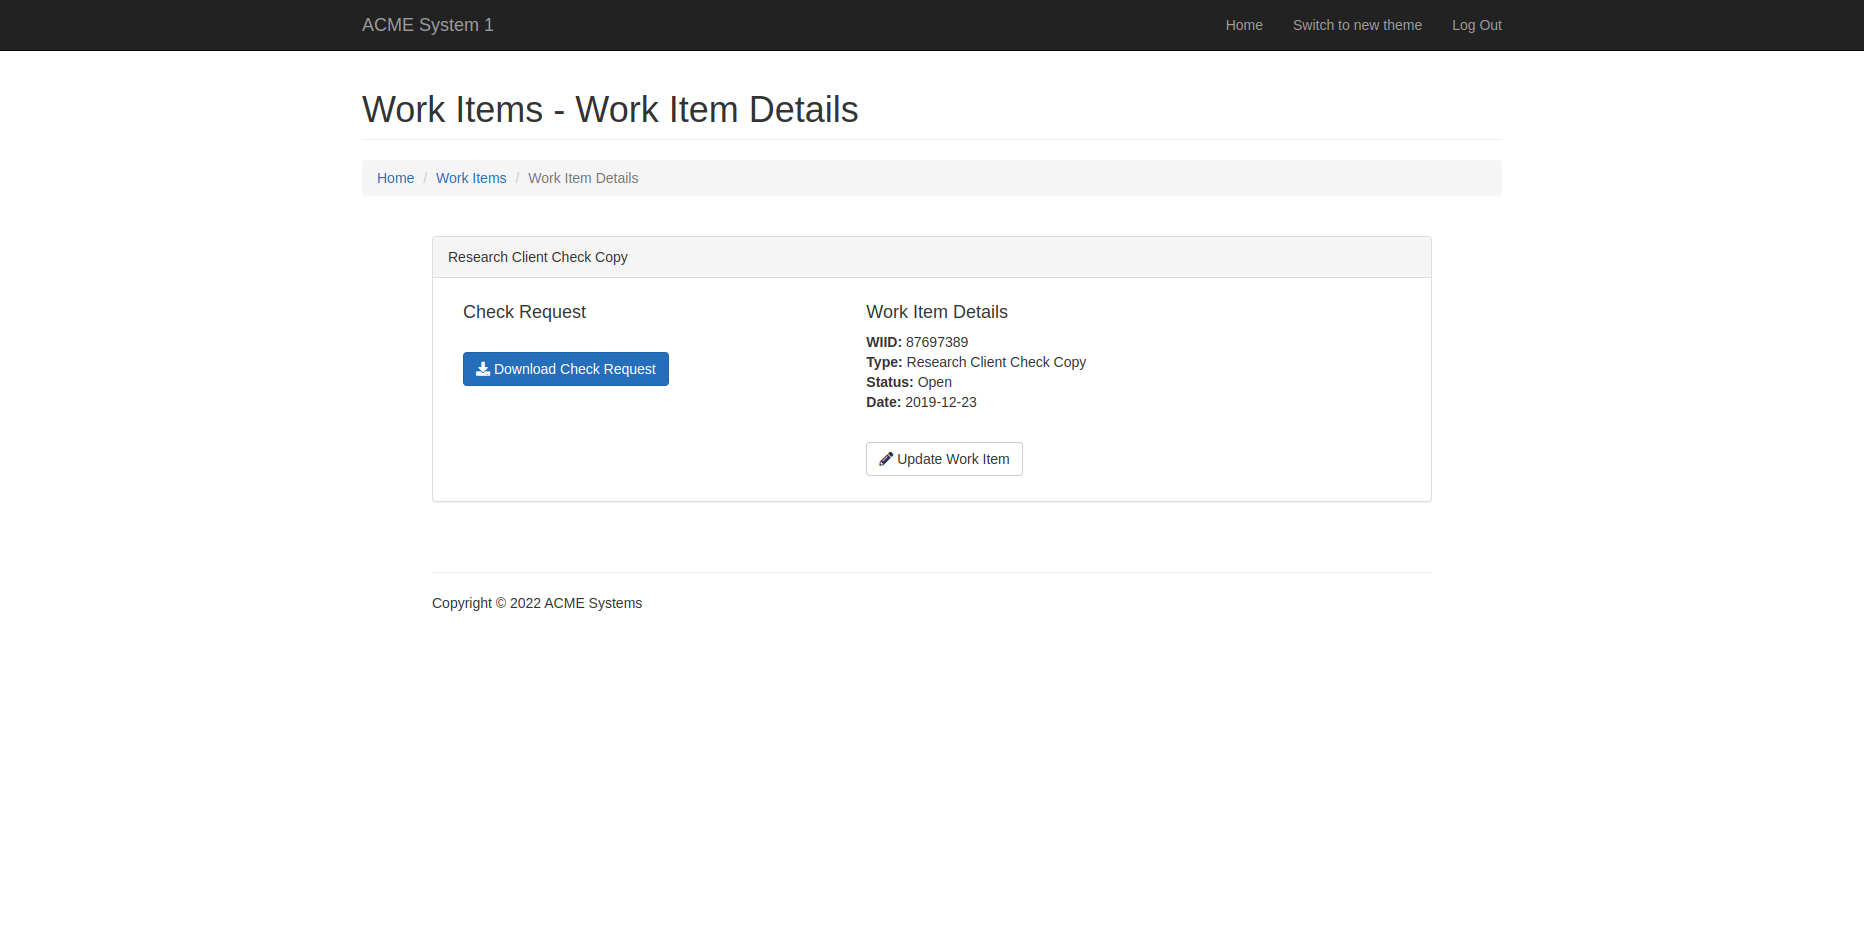 ACME System 1
Home
Switch to new theme
Log Out
Work Items - Work Item Details
Home / Work Items / Work Item Details
Research Client Check Copy
Check Request
Download Check Request
Work Item Details
WIID: 87697389
Type: Research Client Check Copy
Status: Open
Date: 2019-12-23
Update Work Item
Copyright © 2022 ACME Systems